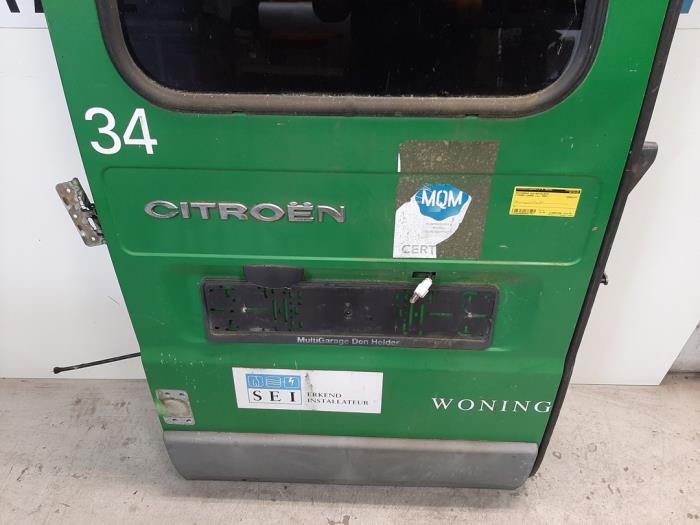 34
CITROËN
MQM
CERT
MultiGarage Den Helder
SEI
ERKEND
INSTALLATEUR
WONING